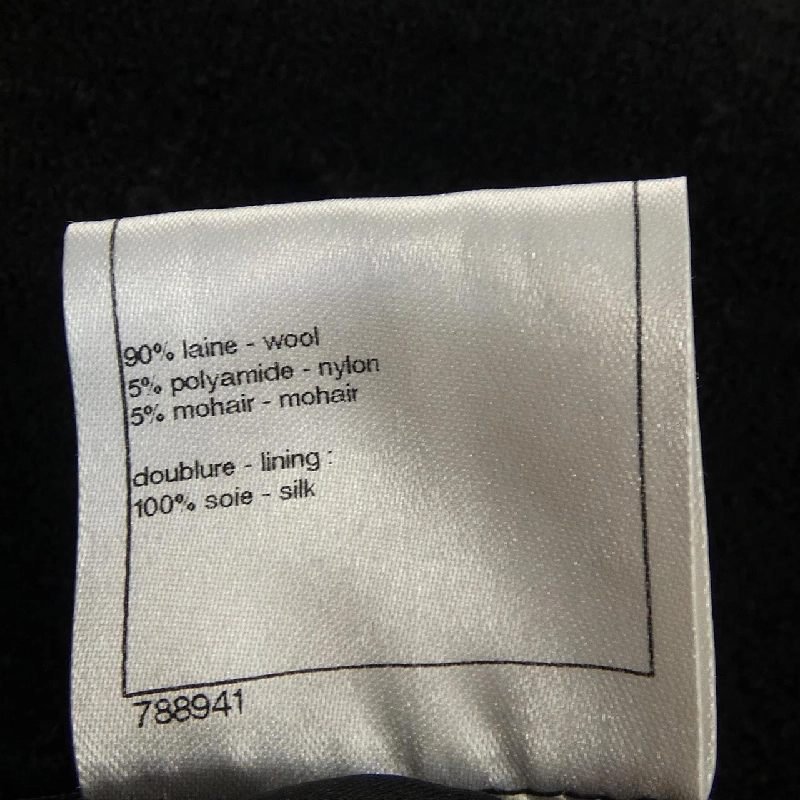 90% laine - wool
5% polyamide - nylon
5% mohair - mohair
doublure - lining :
100% soie - silk
788941